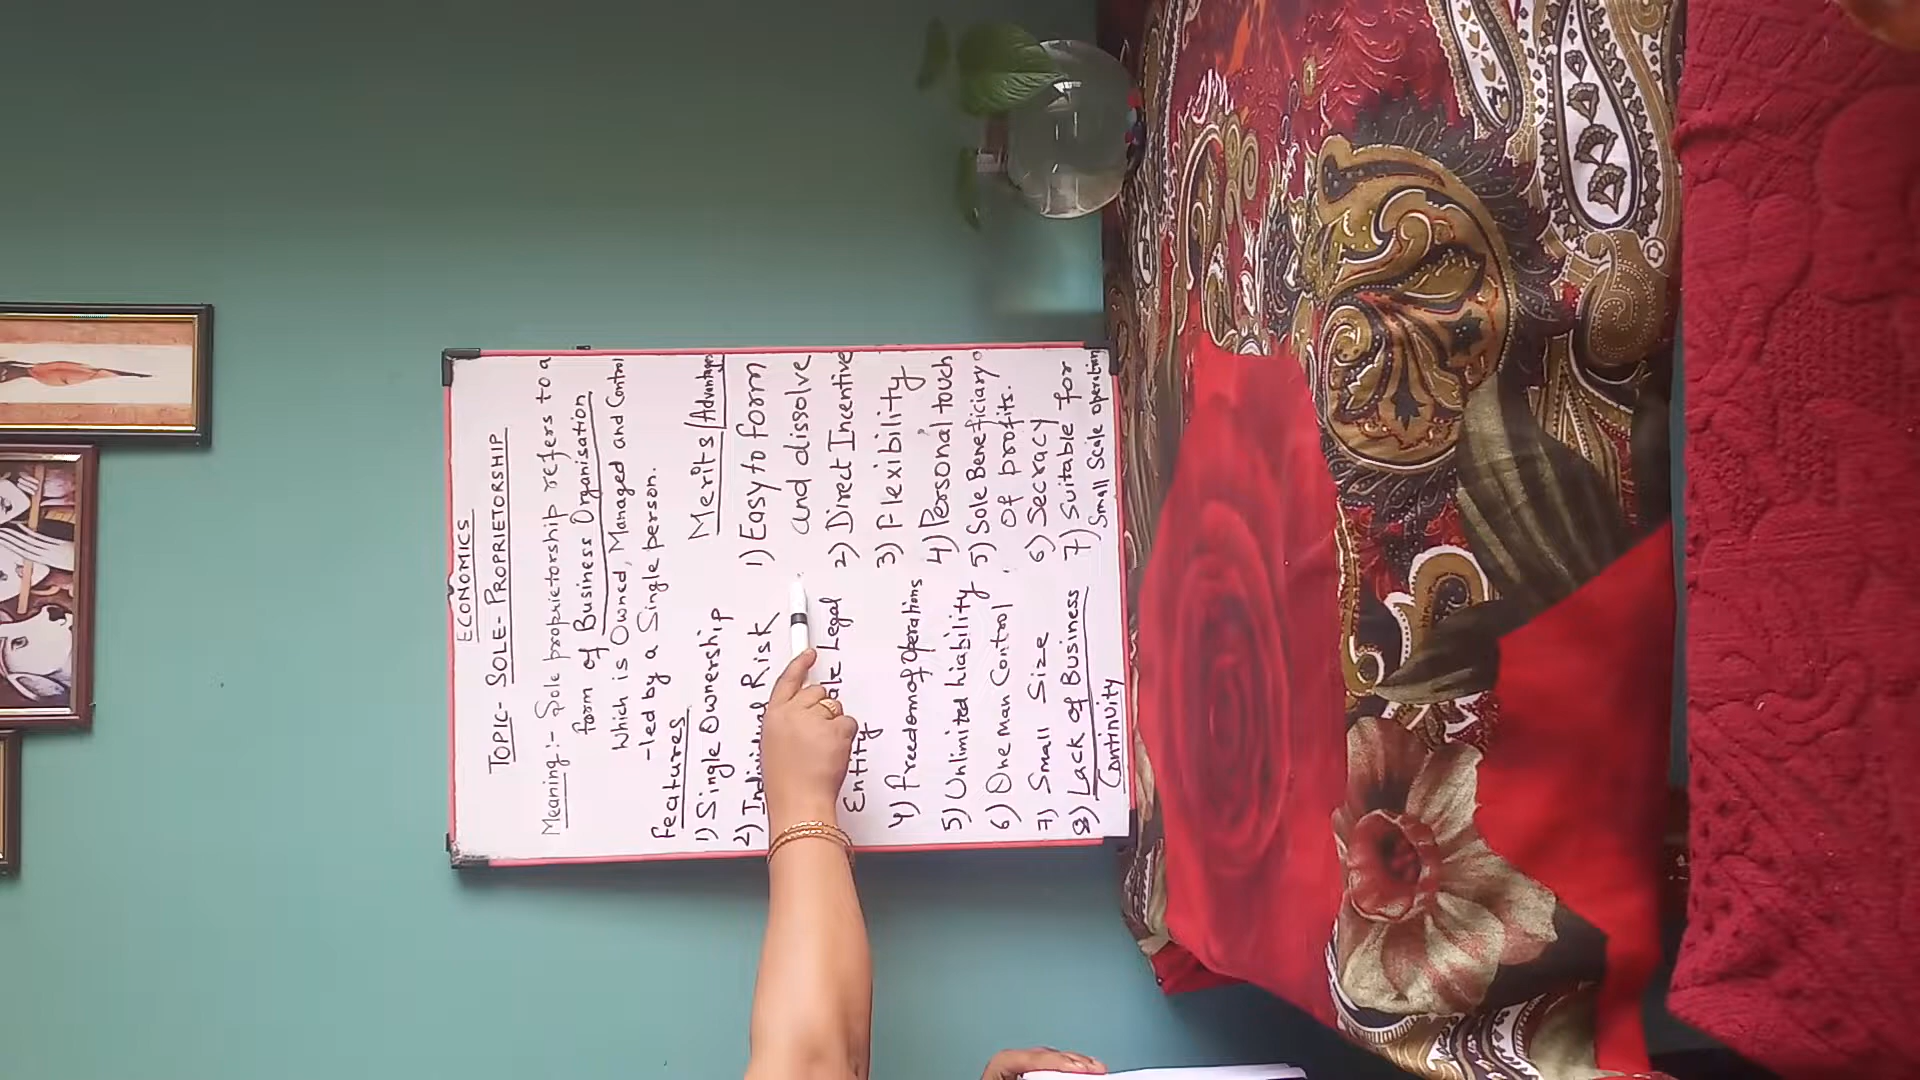 ECONOMICS
TOPIC- SOLE- PROPRIETORSHIP
Meaning:- Sole proprietorship refers to a
form of Business Organisation
Which is Owned, Managed and Control
-led by a Single person.
Features
1) Single Ownership
2) Individual Risk
Legal
Entity
4) Freedom of Operations
5) Unlimited liability
6) One man Control
7) Small Size
8) Lack of Business
Continuity
Merits/Advantages
1) Easy to form
and dissolve
2) Direct Incentive
3) Flexibility
4) Personal touch
5) Sole Beneficiary
of profits.
6) Secracy
7) Suitable for
Small Scale operation